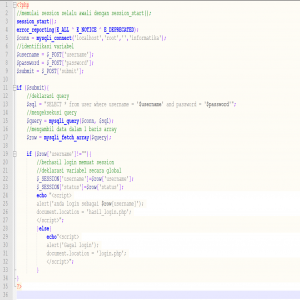 <?php
//memulai session selalu awali dengan session_start();
session_start();
error_reporting(E_ALL ^ E_NOTICE ^ E_DEPRECATED);
$conn = mysqli_connect("localhost","root","","informatika");
//identifikasi variabel
$username = $_POST['username'];
$password = $_POST['password'];
$submit = $_POST['submit'];
if ($submit){
//deklarasi query
$sql = "SELECT * from user where username = '$username' and password = '$password'";
//mengeksekusi query
$query = mysqli_query($conn, $sql);
//mengambil data dalam 1 baris array
$row = mysqli_fetch_array($query);
if ($row['username']!=""){
//berhasil login membuat session
//deklarasi variabel secara global
$_SESSION['username']=$row['username'];
$_SESSION['status']=$row['status'];
echo "<script>
alert('anda login sebagai $row[username]');
document.location = 'hasil_login.php';
</script>";
}else{
echo"<script>
alert('Gagal login');
document.location = 'login.php';
</script>";
}
}
?>